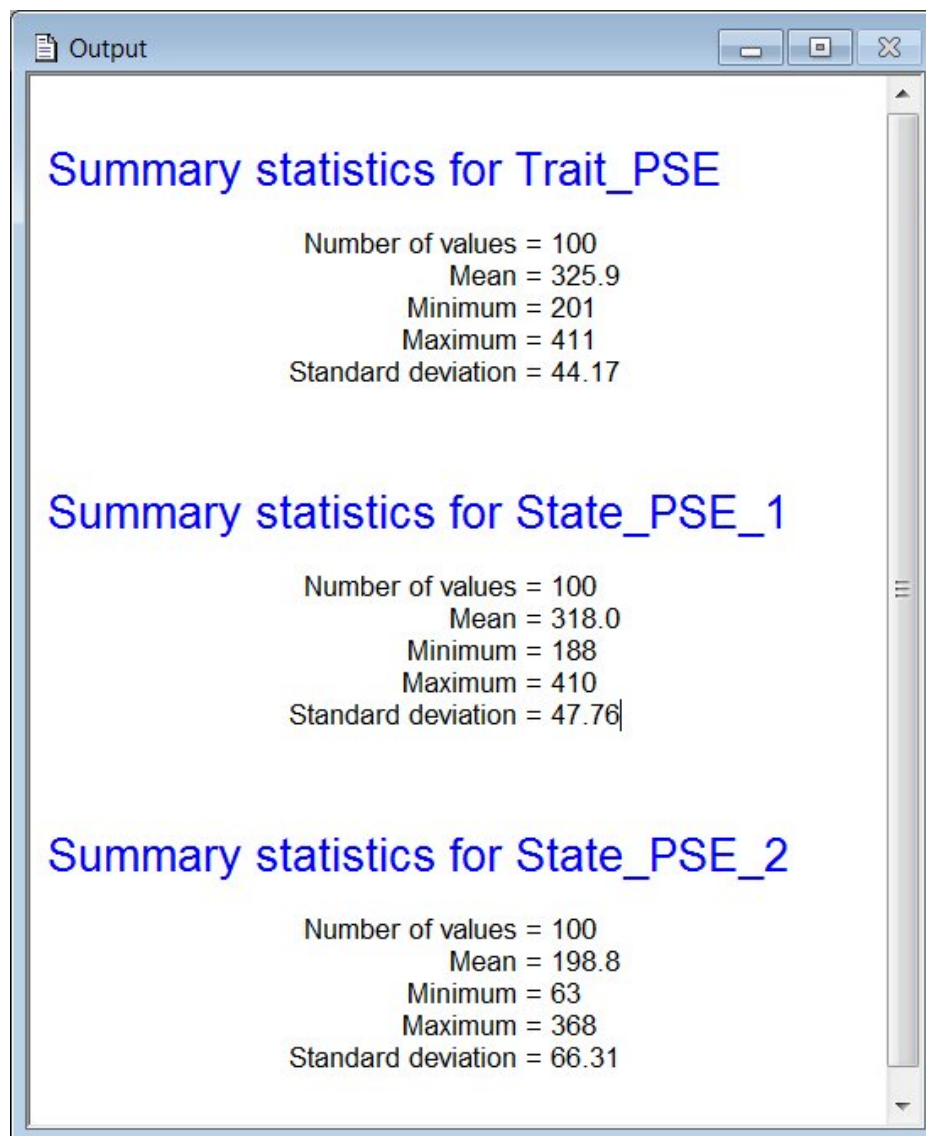 Output
Summary statistics for Trait_PSE
Number of values = 100
Mean = 325.9
Minimum = 201
Maximum = 411
Standard deviation = 44.17
Summary statistics for State_PSE_1
Number of values = 100
Mean = 318.0
Minimum = 188
Maximum = 410
Standard deviation = 47.76
Summary statistics for State_PSE_2
Number of values = 100
Mean = 198.8
Minimum = 63
Maximum = 368
Standard deviation = 66.31